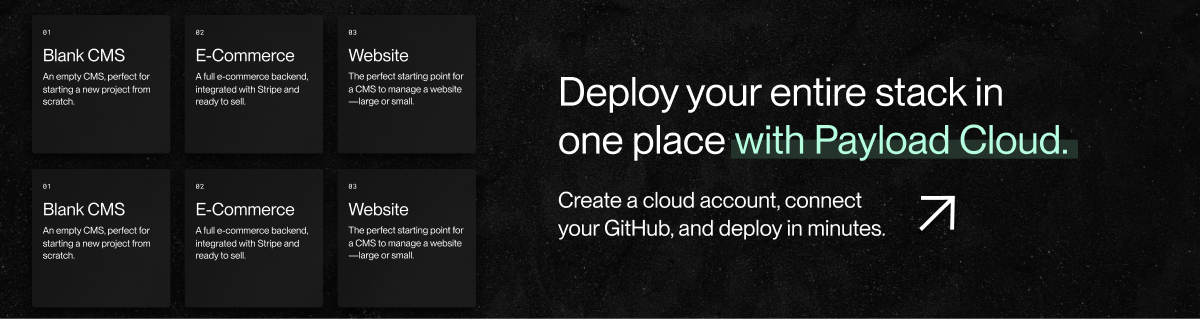 01
Blank CMS
An empty CMS, perfect for
starting a new project from
scratch.
02
E-Commerce
A full e-commerce backend,
integrated with Stripe and
ready to sell.
03
Website
The perfect starting point for
a CMS to manage a website
—large or small.
01
Blank CMS
An empty CMS, perfect for
starting a new project from
scratch.
02
E-Commerce
A full e-commerce backend,
integrated with Stripe and
ready to sell.
03
Website
The perfect starting point for
a CMS to manage a website
—large or small.
Deploy your entire stack in
one place with Payload Cloud.
Create a cloud account, connect
your GitHub, and deploy in minutes.